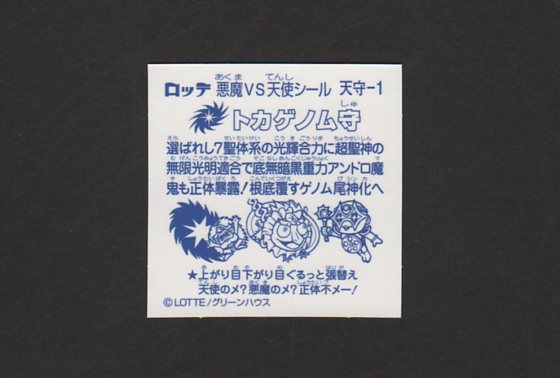 ロッテ 悪魔VS天使シール 天守-1
トカゲノム守
選ばれし7聖体系の光輝合力に超聖神の
無限光明適合で底無暗黒重力アンドロ魔
鬼も正体暴露!根底覆すゲノム尾神化へ
★上がり目下がり目ぐるっと張替え
天使のメ?悪魔のメ?正体不メー!
©LOTTE/グリーンハウス